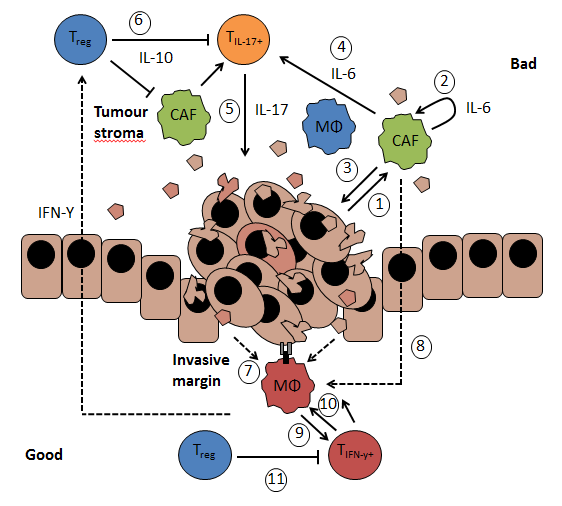 6
Treg
TIL-17+
4
IL-10
IL-6
Bad
2
IL-6
Tumour
stroma
CAF
5
IL-17
MΦ
CAF
3
1
IFN-Y
8
Invasive
margin
7
MΦ
10
9
Good
Treg
TIFN-y+
11